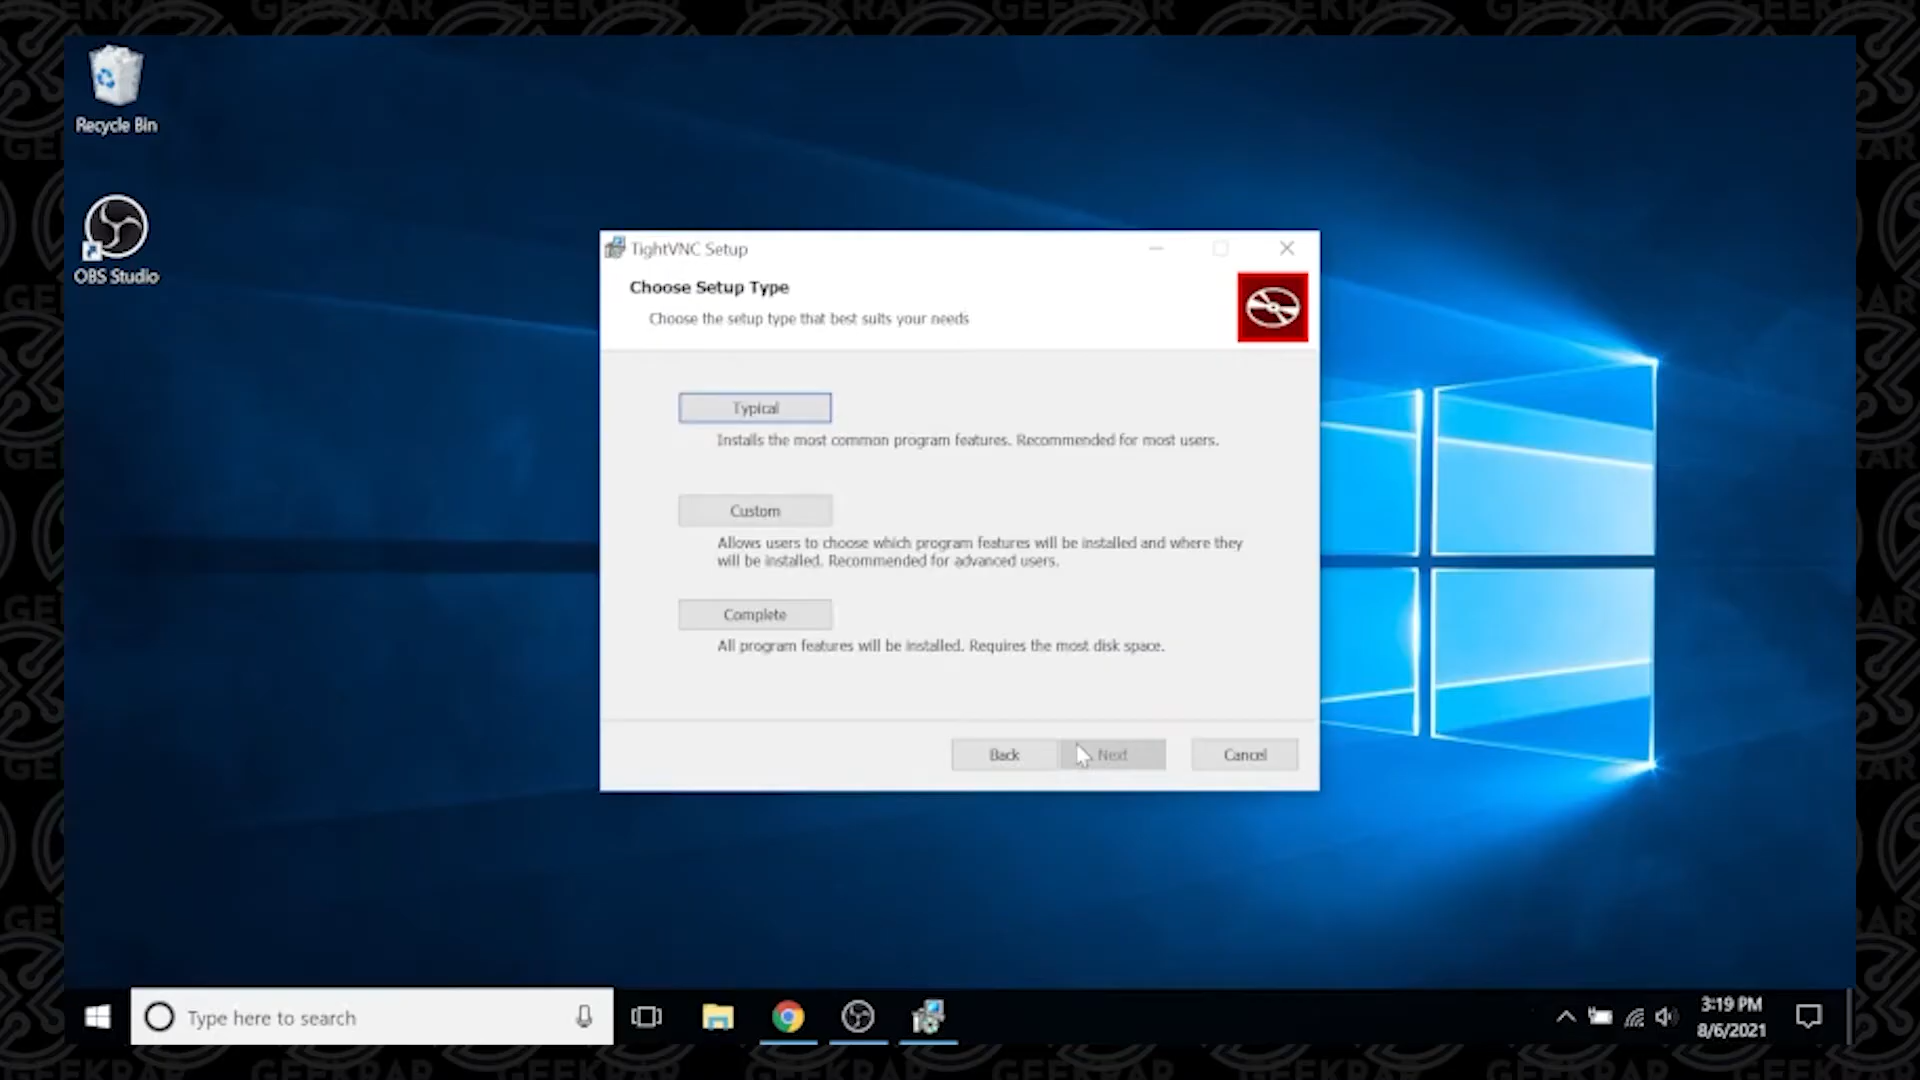 GEEKRAR
Recycle Bin
OBS Studio
TightVNC Setup
Choose Setup Type
Choose the setup type that best suits your needs
Typical
Installs the most common program features. Recommended for most users.
Custom
Allows users to choose which program features will be installed and where they
will be installed. Recommended for advanced users.
Complete
All program features will be installed. Requires the most disk space.
Back
Next
Cancel
Type here to search
3:19 PM
8/6/2021